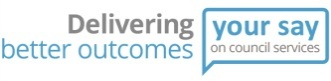 Delivering
better outcomes
your say
on council services